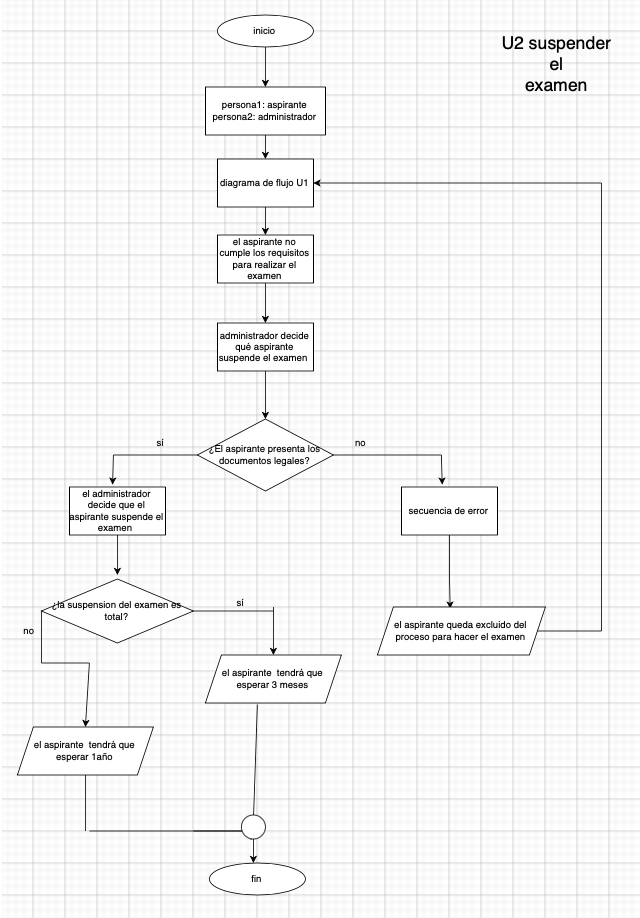 inicio
U2 suspender
el
examen
persona1: aspirante
persona2: administrador
diagrama de flujo U1
el aspirante no
cumple los requisitos
para realizar el
examen
administrador decide
qué aspirante
suspende el examen
sí
¿El aspirante presenta los
documentos legales?
no
el administrador
decide que el
aspirante suspende el
examen
secuencia de error
¿la suspension del examen es
total?
sí
no
el aspirante queda excluido del
proceso para hacer el examen
el aspirante tendrá que
esperar 3 meses
el aspirante tendrá que
esperar 1año
fin